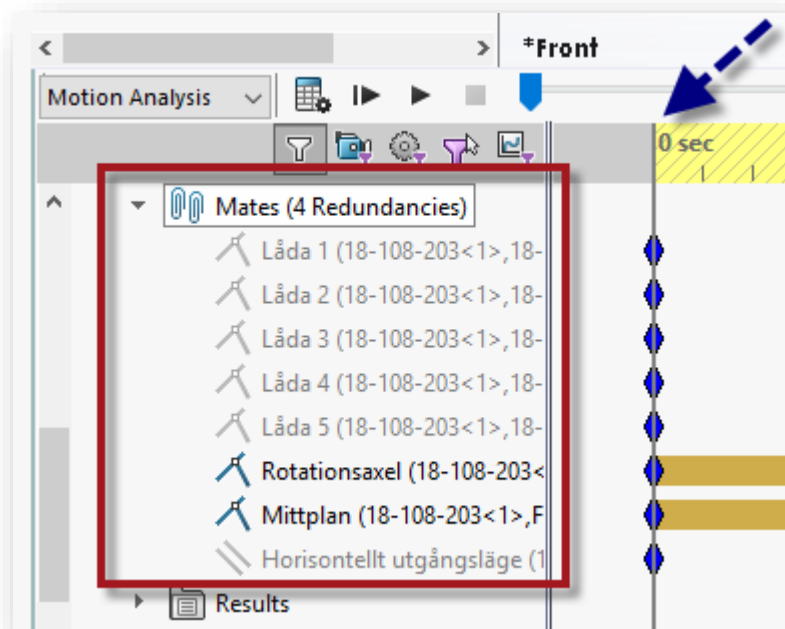 *Front
Motion Analysis
0 sec
Mates (4 Redundancies)
Låda 1 (18-108-203<1>,18-
Låda 2 (18-108-203<1>,18-
Låda 3 (18-108-203<1>,18-
Låda 4 (18-108-203<1>,18-
Låda 5 (18-108-203<1>,18-
Rotationsaxel (18-108-203<
Mittplan (18-108-203<1>,F
Horisontellt utgångsläge (1
Results